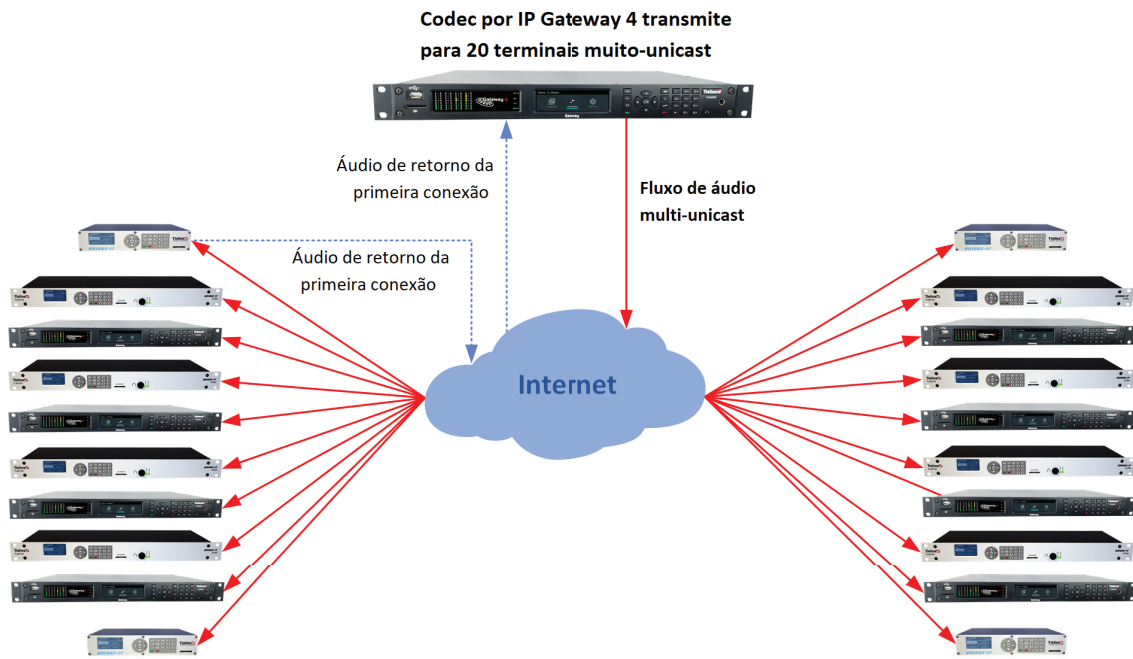 Codec por IP Gateway 4 transmite
para 20 terminais muito-unicast
Gateway
Áudio de retorno da
primeira conexão
Fluxo de áudio
multi-unicast
Áudio de retorno da
primeira conexão
Internet